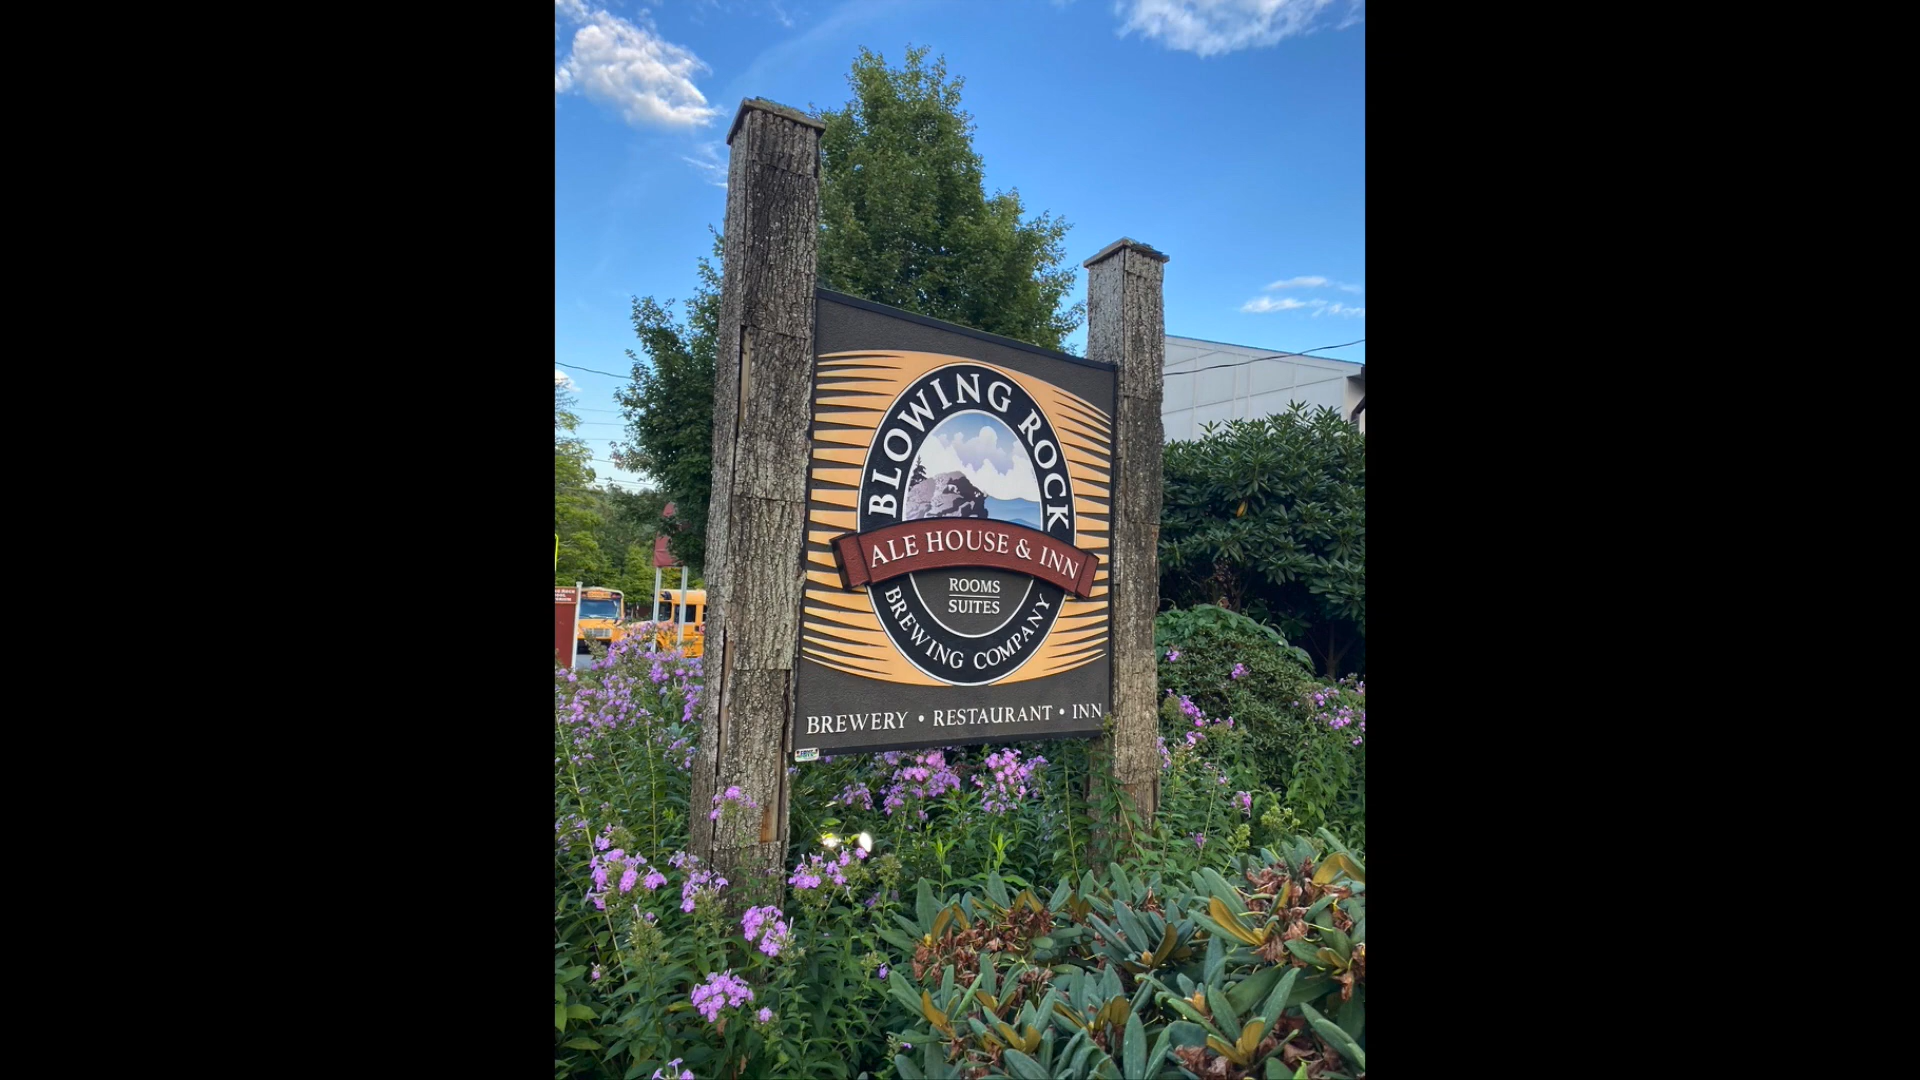 BLOWING ROCK
ALE HOUSE & INN
ROOMS
SUITES
BREWING COMPANY
BREWERY • RESTAURANT • INN